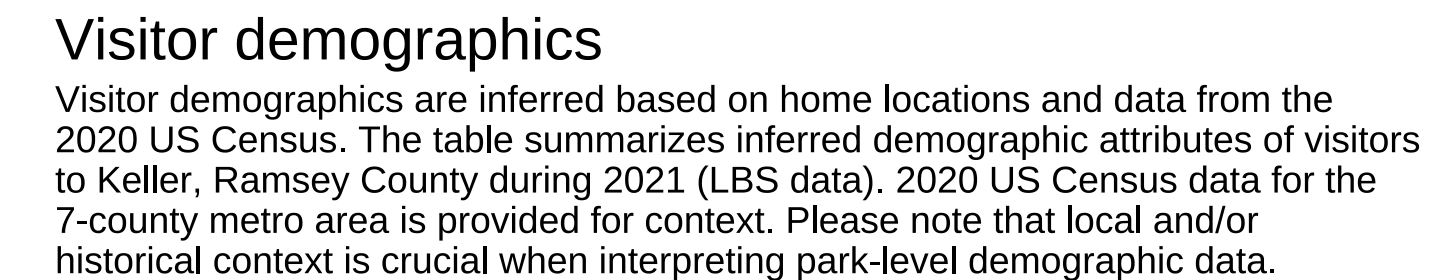 Visitor demographics
Visitor demographics are inferred based on home locations and data from the
2020 US Census. The table summarizes inferred demographic attributes of visitors
to Keller, Ramsey County during 2021 (LBS data). 2020 US Census data for the
7-county metro area is provided for context. Please note that local and/or
historical context is crucial when interpreting park-level demographic data.